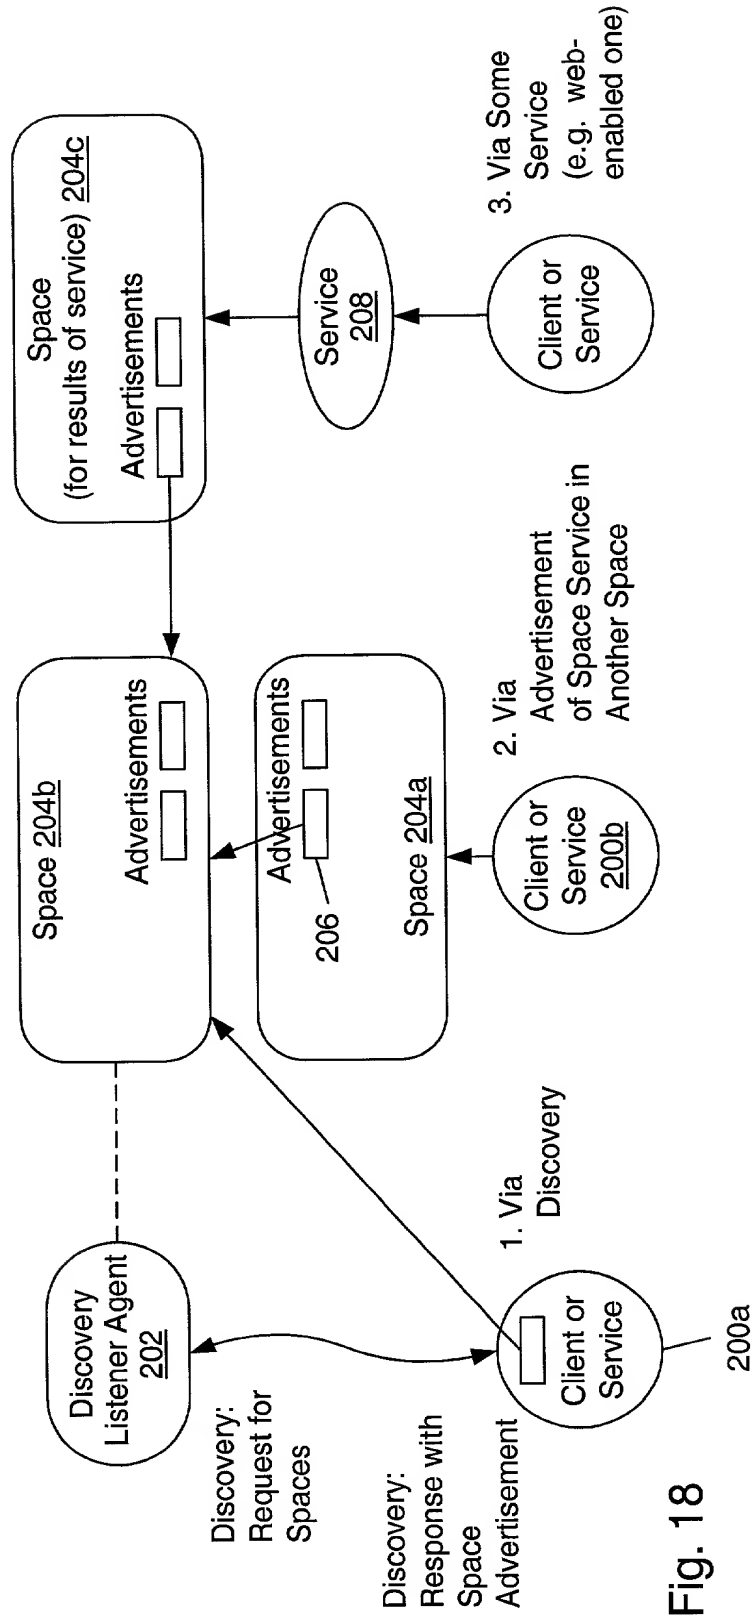 Discovery
Listener Agent
202
Discovery:
Request for
Spaces
Discovery:
Response with
Space
Advertisement
Client or
Service
200a
1. Via
Discovery
Space 204b
Advertisements
Advertisements
206
Space 204a
Client or
Service
200b
2. Via
Advertisement
of Space Service in
Another Space
Space
(for results of service) 204c
Advertisements
Service
208
Client or
Service
3. Via Some
Service
(e.g. web-
enabled one)
Fig. 18